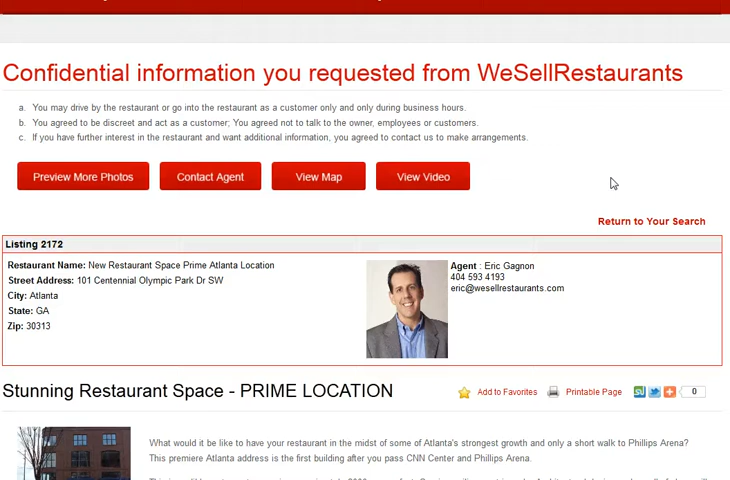 Confidential information you requested from WeSellRestaurants
a. You may drive by the restaurant or go into the restaurant as a customer only and only during business hours.
b. You agreed to be discreet and act as a customer; You agreed not to talk to the owner, employees or customers.
c. If you have further interest in the restaurant and want additional information, you agreed to contact us to make arrangements.
Preview More Photos Contact Agent View Map View Video
Return to Your Search
Listing 2172
Restaurant Name: New Restaurant Space Prime Atlanta Location
Street Address: 101 Centennial Olympic Park Dr SW
City: Atlanta
State: GA
Zip: 30313
Agent : Eric Gagnon
404 593 4193
eric@wesellrestaurants.com
Stunning Restaurant Space - PRIME LOCATION
Add to Favorites Printable Page 0
What would it be like to have your restaurant in the midst of some of Atlanta's strongest growth and only a short walk to Phillips Arena?
This premiere Atlanta address is the first building after you pass CNN Center and Phillips Arena.